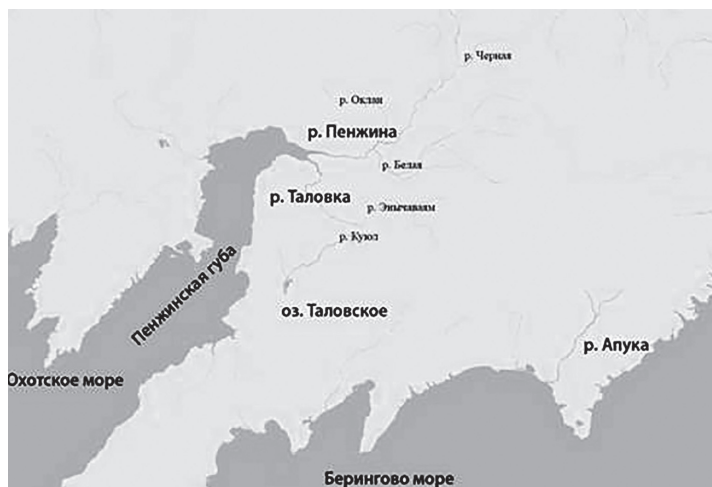 р. Черная
р. Оклан
р. Пенжина
р. Белая
р. Таловка
р. Энычаваям
р. Куюл
Пенжинская губа
оз. Таловское
р. Апука
Охотское море
Берингово море